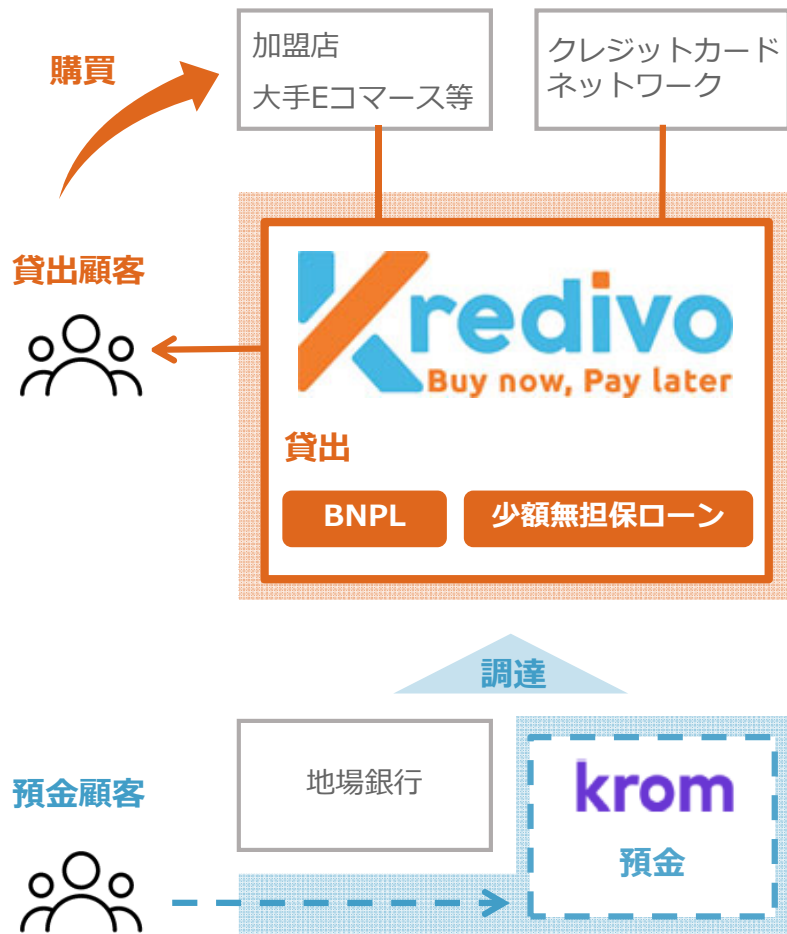 購買
加盟店
大手Eコマース等
クレジットカード
ネットワーク
貸出顧客
Kredivo
Buy now, Pay later
貸出
BNPL
少額無担保ローン
調達
地場銀行
預金顧客
krom
預金